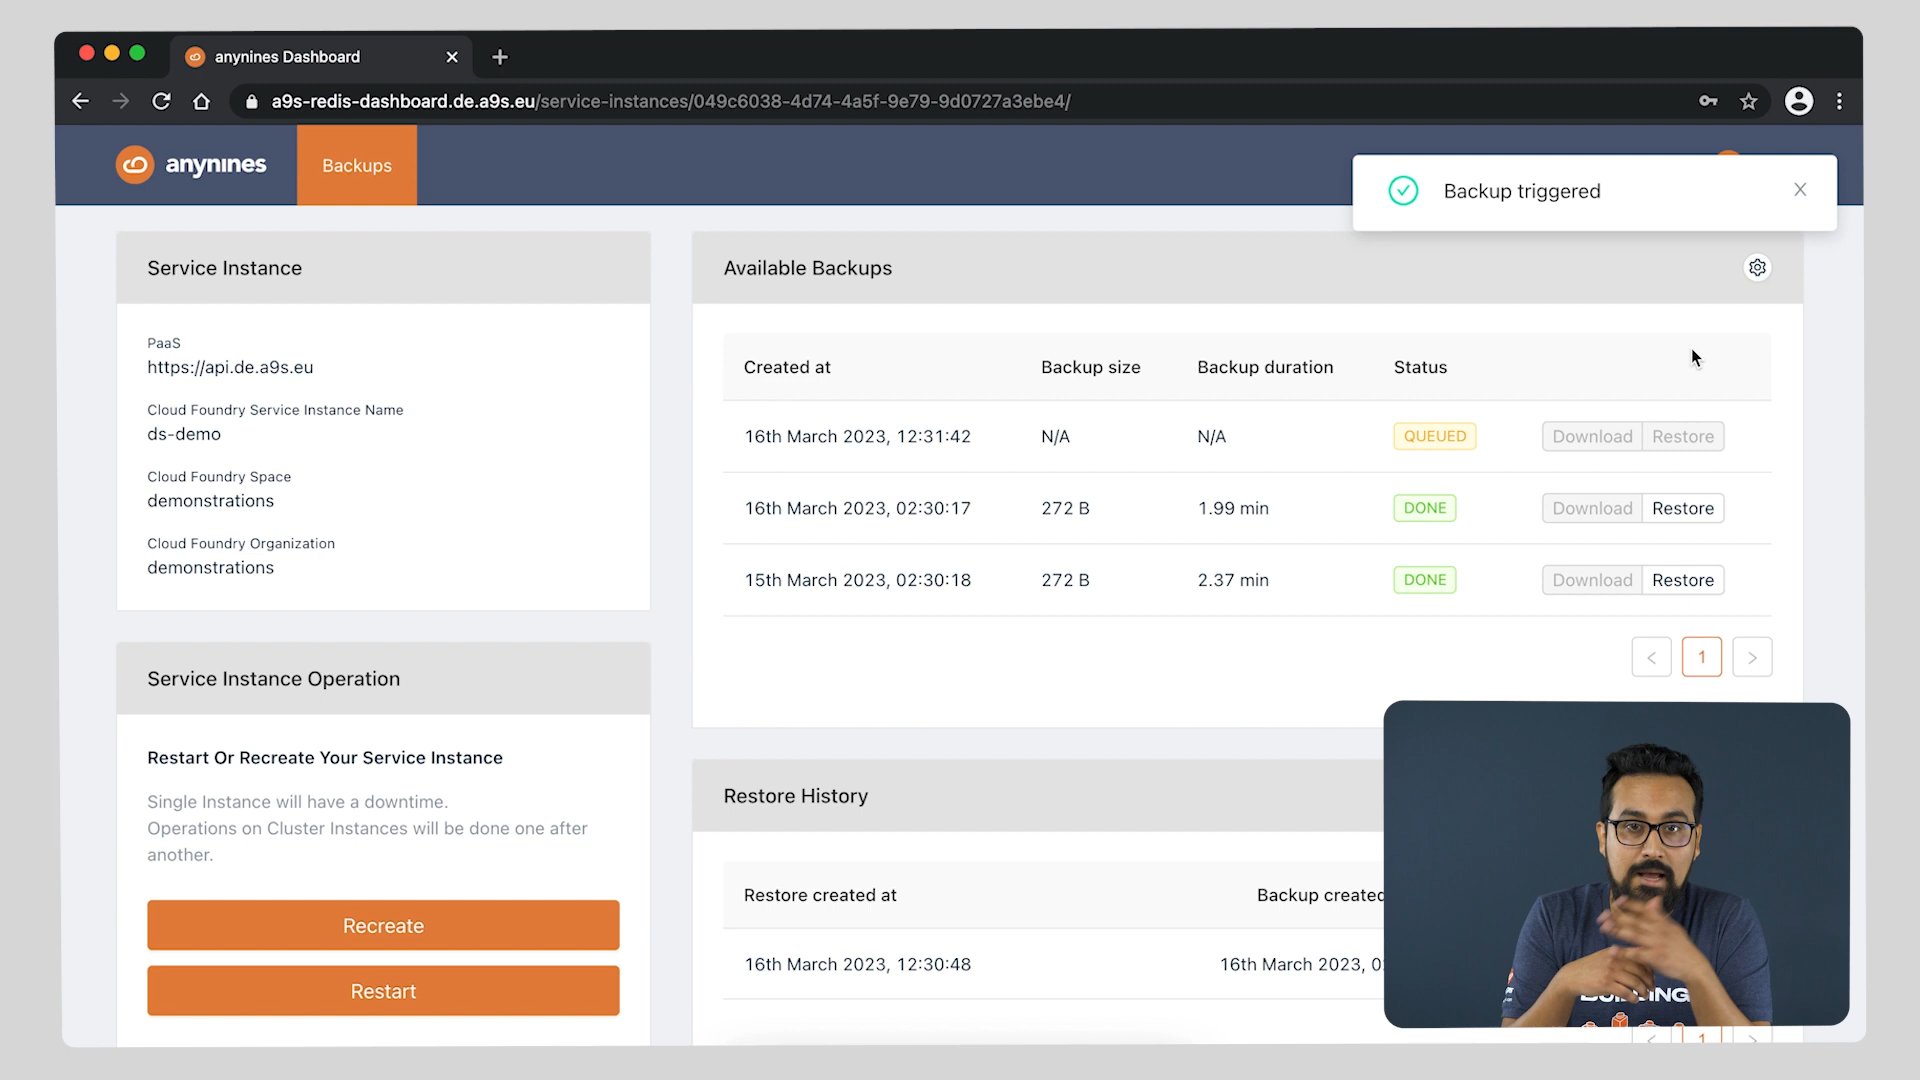 anynines Dashboard
a9s-redis-dashboard.de.a9s.eu/service-instances/049c6038-4d74-4a5f-9e79-9d0727a3ebe4/
anynines
Backups
Backup triggered
Service Instance
PaaS
https://api.de.a9s.eu
Cloud Foundry Service Instance Name
ds-demo
Cloud Foundry Space
demonstrations
Cloud Foundry Organization
demonstrations
Service Instance Operation
Restart Or Recreate Your Service Instance
Single Instance will have a downtime.
Operations on Cluster Instances will be done one after
another.
Recreate
Restart
Available Backups
Created at Backup size Backup duration Status
16th March 2023, 12:31:42 N/A N/A QUEUED Download Restore
16th March 2023, 02:30:17 272 B 1.99 min DONE Download Restore
15th March 2023, 02:30:18 272 B 2.37 min DONE Download Restore
< 1 >
Restore History
Restore created at Backup created
16th March 2023, 12:30:48 16th March 2023,
< 1 >